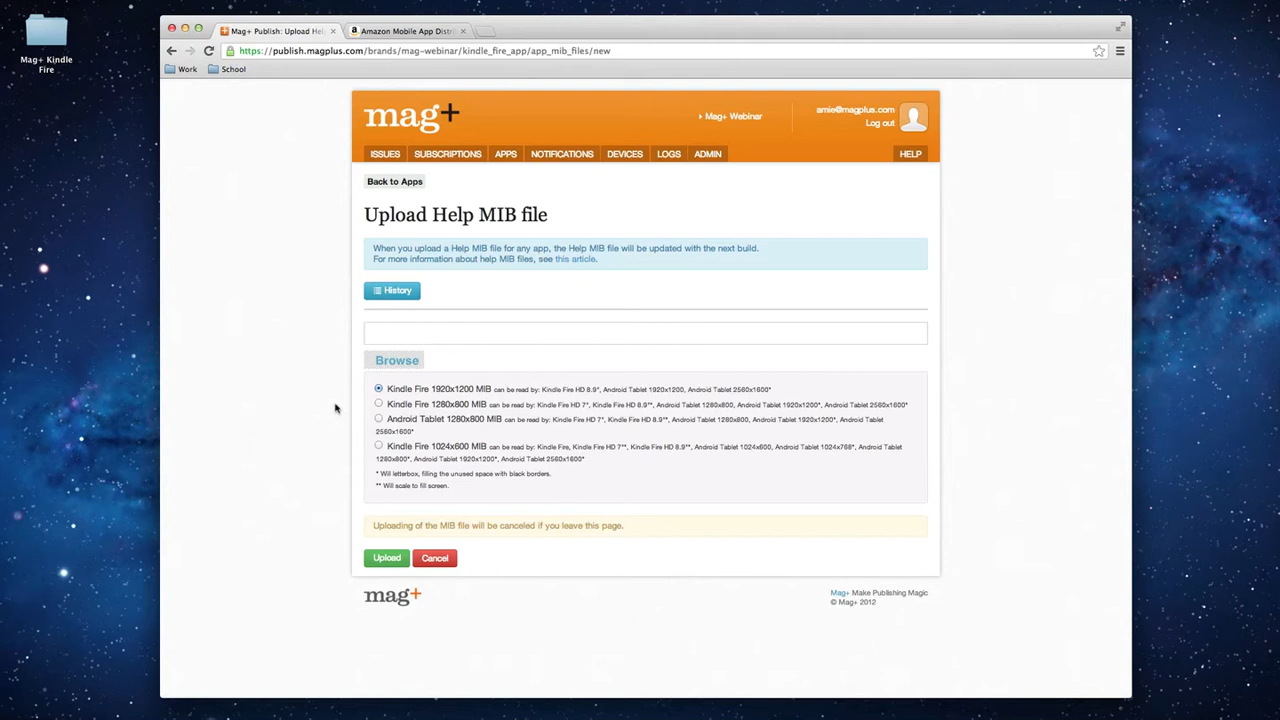 Mag+ Kindle
Fire
Mag+ Publish: Upload Hel
Amazon Mobile App Distri
https://publish.magplus.com/brands/mag-webinar/kindle_fire_app/app_mib_files/new
Work School
mag+
Mag+ Webinar
amie@magplus.com
Log out
ISSUES SUBSCRIPTIONS APPS NOTIFICATIONS DEVICES LOGS ADMIN HELP
Back to Apps
Upload Help MIB file
When you upload a Help MIB file for any app, the Help MIB file will be updated with the next build.
For more information about help MIB files, see this article.
History
Browse
Kindle Fire 1920x1200 MIB can be read by: Kindle Fire HD 8.9", Android Tablet 1920x1200, Android Tablet 2560x1600*
Kindle Fire 1280x800 MIB can be read by: Kindle Fire HD 7", Kindle Fire HD 8.9"*, Android Tablet 1280x800, Android Tablet 1920x1200*, Android Tablet 2560x1600*
Android Tablet 1280x800 MIB can be read by: Kindle Fire HD 7", Kindle Fire HD 8.9"*, Android Tablet 1280x800, Android Tablet 1920x1200*, Android Tablet
2560x1600*
Kindle Fire 1024x600 MIB can be read by: Kindle Fire, Kindle Fire HD 7"*, Kindle Fire HD 8.9"*, Android Tablet 1024x600, Android Tablet 1024x768*, Android Tablet
1280x800*, Android Tablet 1920x1200*, Android Tablet 2560x1600*
* Will letterbox, filling the unused space with black borders.
** Will scale to fill screen.
Uploading of the MIB file will be canceled if you leave this page.
Upload Cancel
mag+
Mag+ Make Publishing Magic
© Mag+ 2012